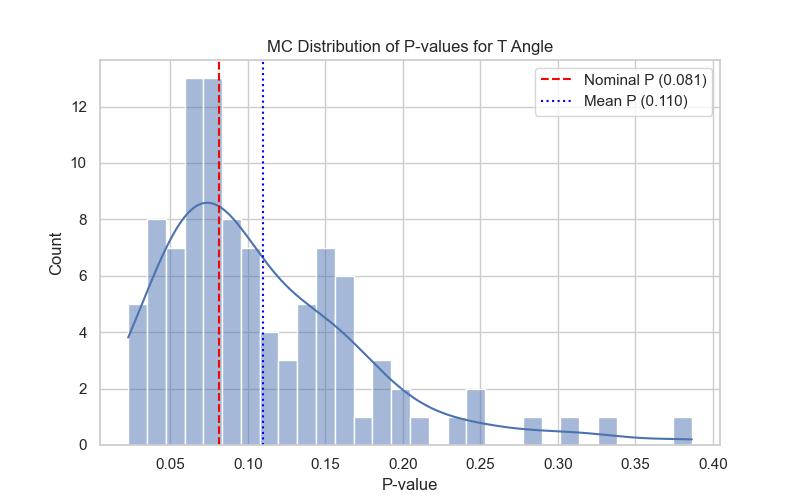 MC Distribution of P-values for T Angle
Nominal P (0.081)
Mean P (0.110)
Count
12
10
8
6
4
2
0
0.05 0.10 0.15 0.20 0.25 0.30 0.35 0.40
P-value